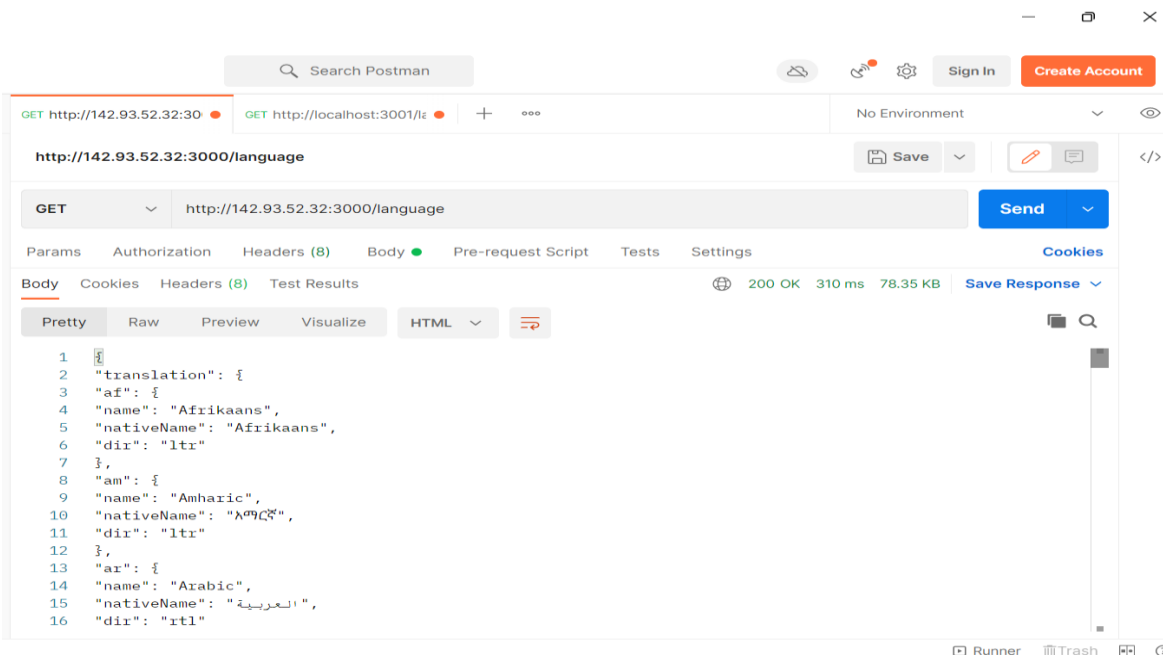 Search Postman
Sign In
Create Account
GET http://142.93.52.32:30
GET http://localhost:3001/la
No Environment
http://142.93.52.32:3000/language
Save
GET
http://142.93.52.32:3000/language
Send
Params Authorization Headers (8) Body Pre-request Script Tests Settings Cookies
Body Cookies Headers (8) Test Results 200 OK 310 ms 78.35 KB Save Response
Pretty Raw Preview Visualize HTML
1 {
2 "translation": {
3 "af": {
4 "name": "Afrikaans",
5 "nativeName": "Afrikaans",
6 "dir": "ltr"
7 },
8 "am": {
9 "name": "Amharic",
10 "nativeName": "አማርኛ",
11 "dir": "ltr"
12 },
13 "ar": {
14 "name": "Arabic",
15 "nativeName": "العربية",
16 "dir": "rtl"
Runner Trash